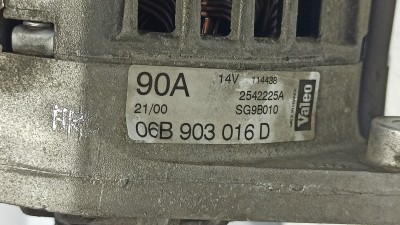 90A 14V 114438
2542225A
21/00 SG9B010
06B 903 016 D
Valeo